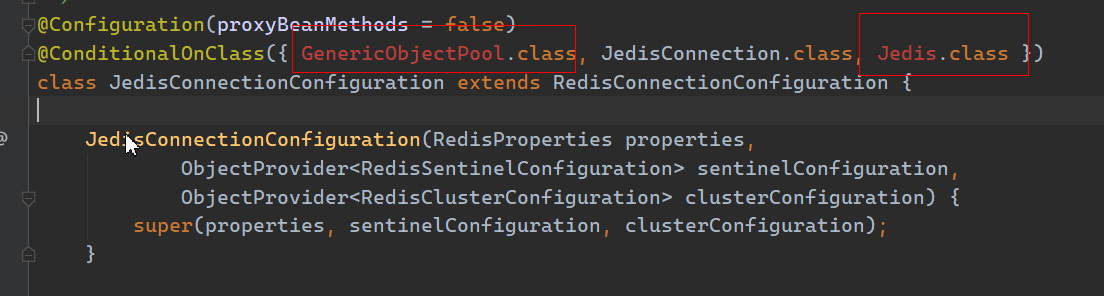 @Configuration(proxyBeanMethods = false)
@ConditionalOnClass({ GenericObjectPool.class, JedisConnection.class, Jedis.class })
class JedisConnectionConfiguration extends RedisConnectionConfiguration {
JedisConnectionConfiguration(RedisProperties properties,
ObjectProvider<RedisSentinelConfiguration> sentinelConfiguration,
ObjectProvider<RedisClusterConfiguration> clusterConfiguration) {
super(properties, sentinelConfiguration, clusterConfiguration);
}